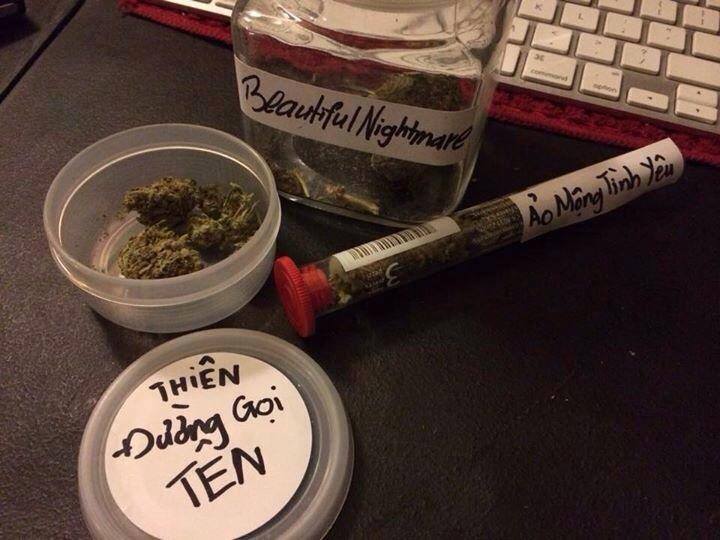 Beautiful Nightmare
Ảo Mộng Tình Yêu
THIÊN
Đường Gọi
TÊN
command
option